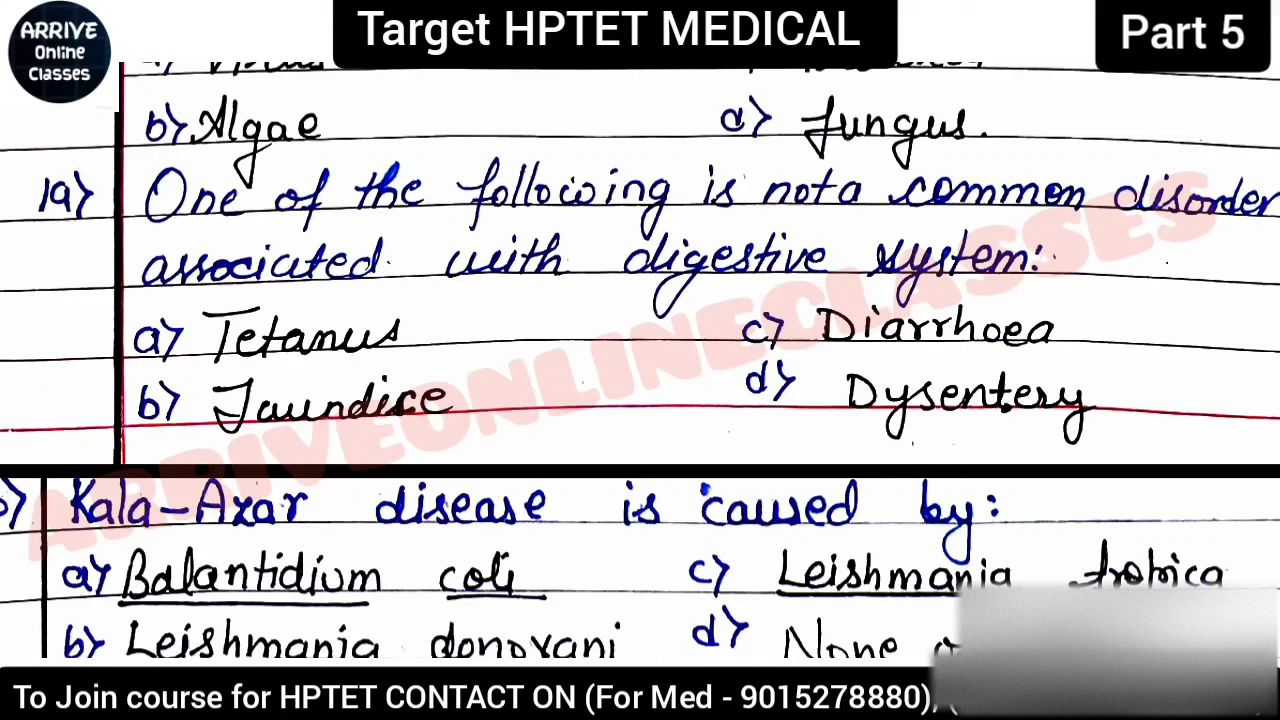 ARRIVE
Online
Classes
Target HPTET MEDICAL
Part 5
b) Algae
d) fungus.
19) One of the following is not a common disorder
associated with digestive system:
a) Tetanus
c) Diarrhoea
b) Jaundice
d) Dysentery
ARRIVEONLINECLASSES
Kala-Azar disease is caused by:
a) Balantidium coli
c) Leishmania tropica
b) Leishmania donovani
d) None
To Join course for HPTET CONTACT ON (For Med - 9015278880), (